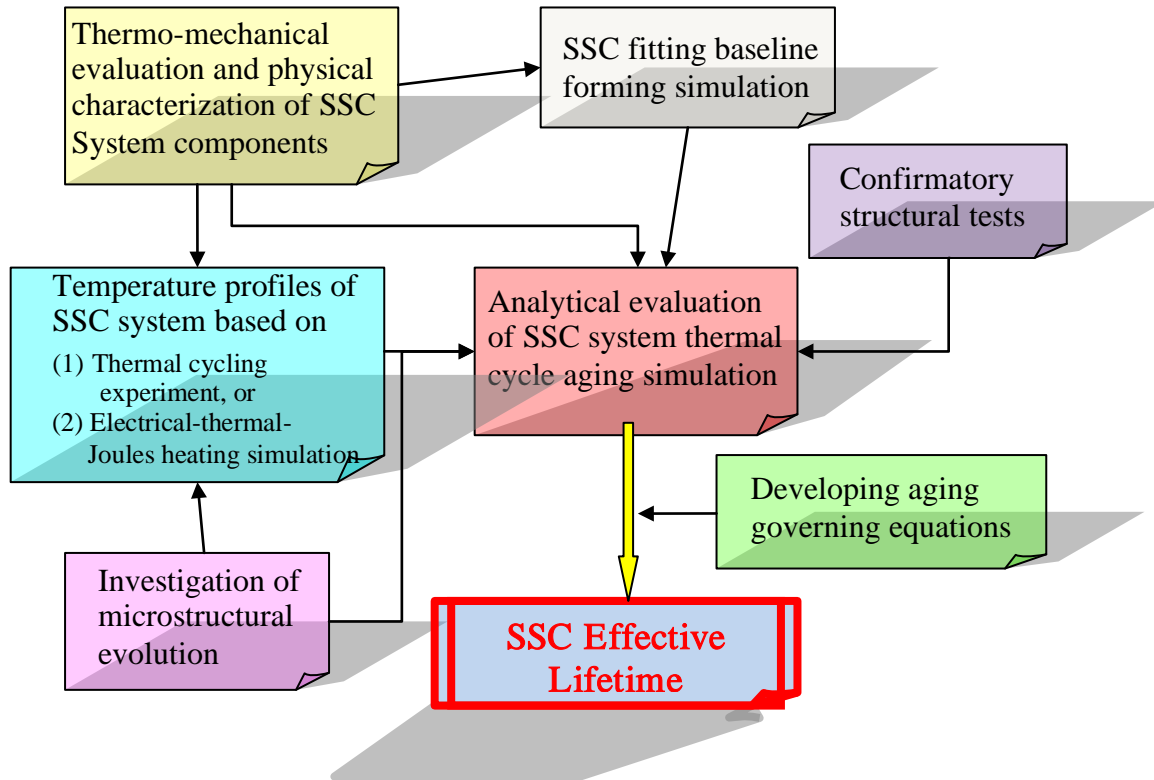 Thermo-mechanical
evaluation and physical
characterization of SSC
System components
SSC fitting baseline
forming simulation
Confirmatory
structural tests
Temperature profiles of
SSC system based on
(1) Thermal cycling
experiment, or
(2) Electrical-thermal-
Joules heating simulation
Analytical evaluation
of SSC system thermal
cycle aging simulation
Developing aging
governing equations
Investigation of
microstructural
evolution
SSC Effective
Lifetime